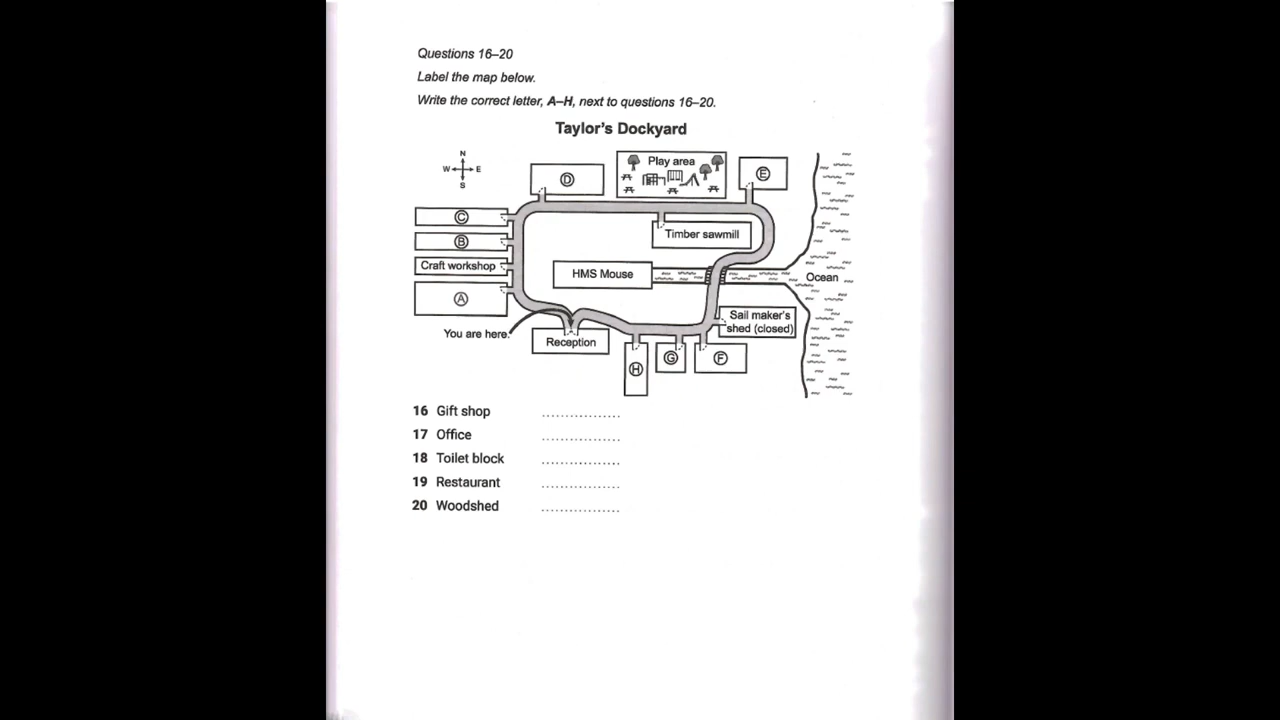 Questions 16–20
Label the map below.
Write the correct letter, A–H, next to questions 16–20.
Taylor's Dockyard
N
W E
S
D
Play area
E
C
Timber sawmill
B
Craft workshop
HMS Mouse
Ocean
A
Sail maker's
shed (closed)
You are here.
Reception
H
G
F
16 Gift shop ....................
17 Office ....................
18 Toilet block ....................
19 Restaurant ....................
20 Woodshed ....................